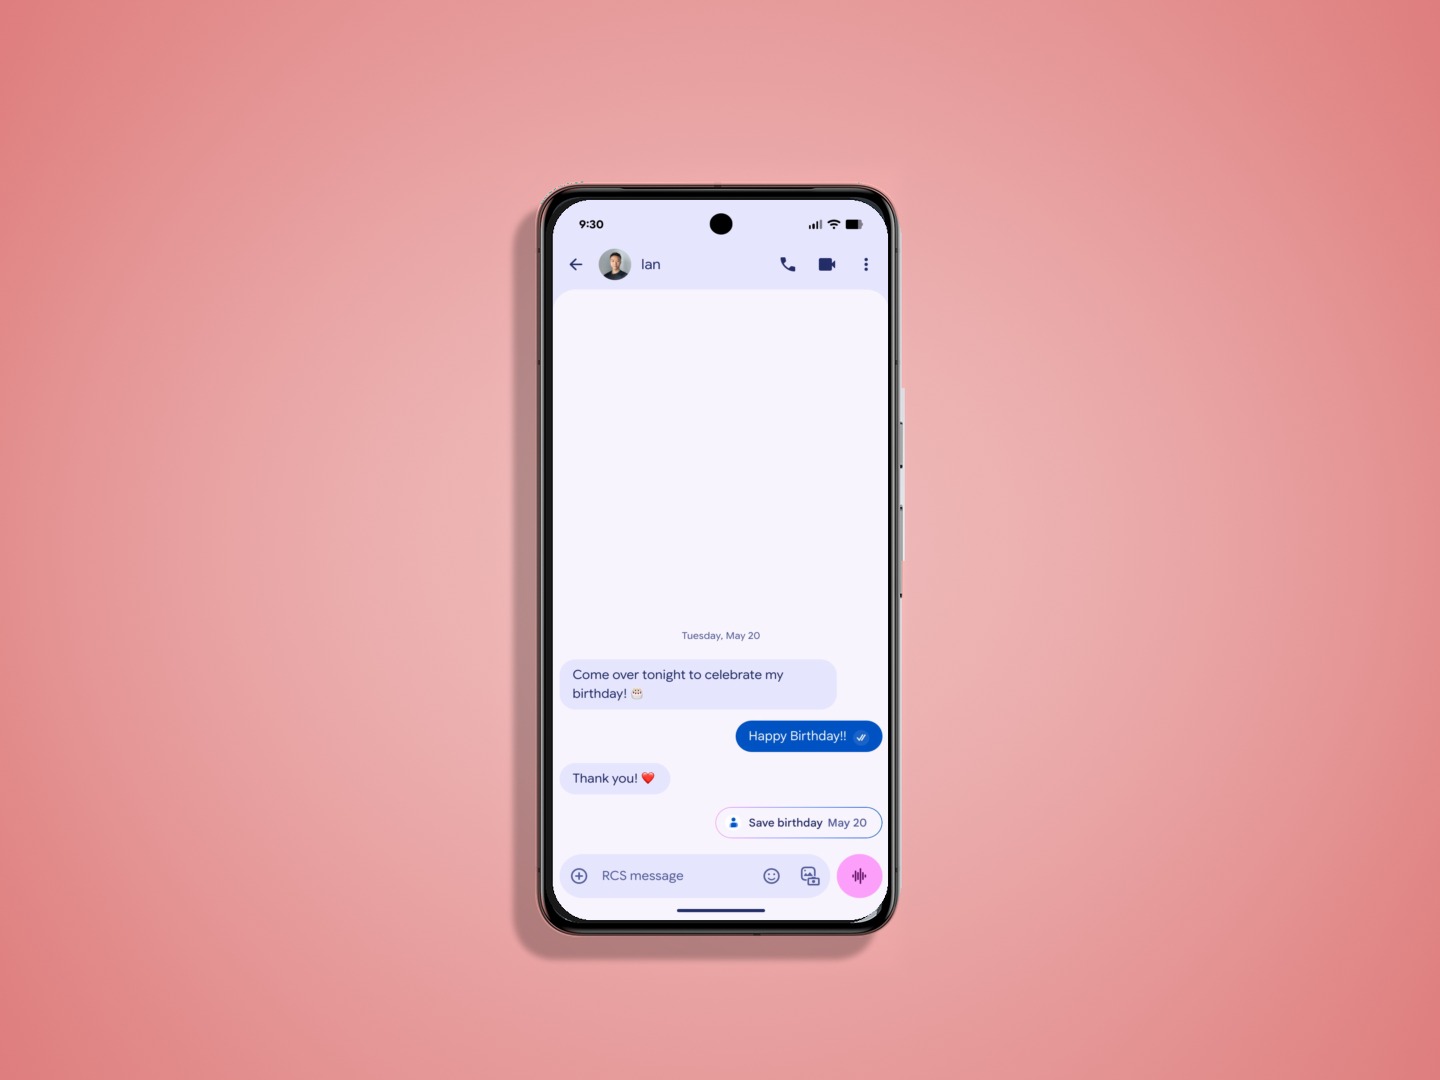 9:30
Ian
Tuesday, May 20
Come over tonight to celebrate my
birthday! 🎂
Happy Birthday!!
Thank you! ❤️
Save birthday May 20
RCS message